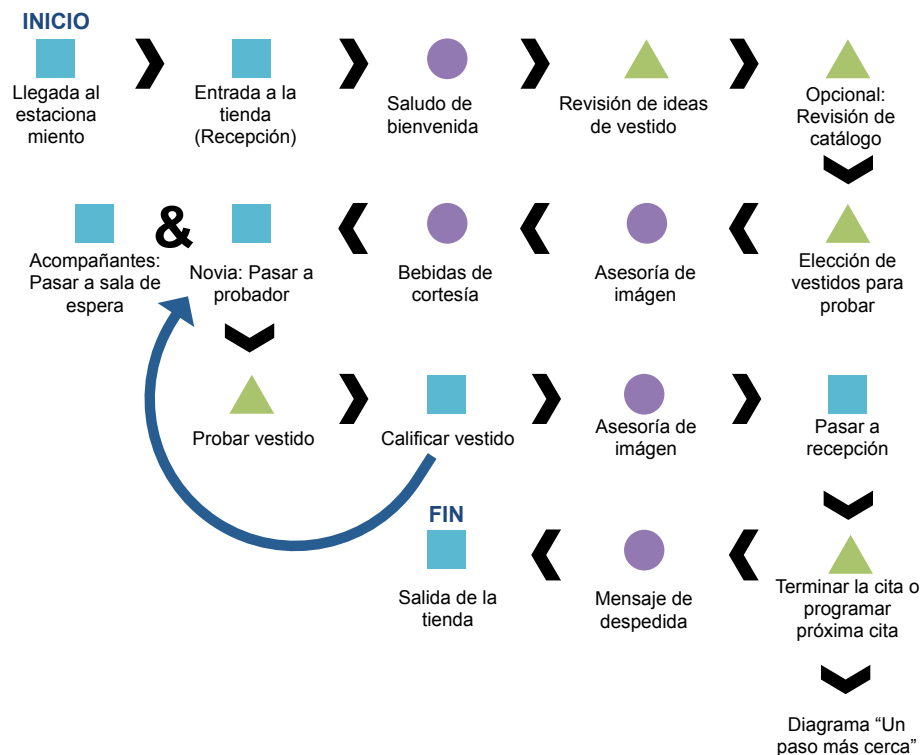 INICIO
Llegada al
estaciona
miento
Entrada a la
tienda
(Recepción)
Saludo de
bienvenida
Revisión de ideas
de vestido
Opcional:
Revisión de
catálogo
&
Acompañantes:
Pasar a sala de
espera
Novia: Pasar a
probador
Bebidas de
cortesía
Asesoría de
imágen
Elección de
vestidos para
probar
Probar vestido
Calificar vestido
Asesoría de
imágen
Pasar a
recepción
FIN
Salida de la
tienda
Mensaje de
despedida
Terminar la cita o
programar
próxima cita
Diagrama “Un
paso más cerca”